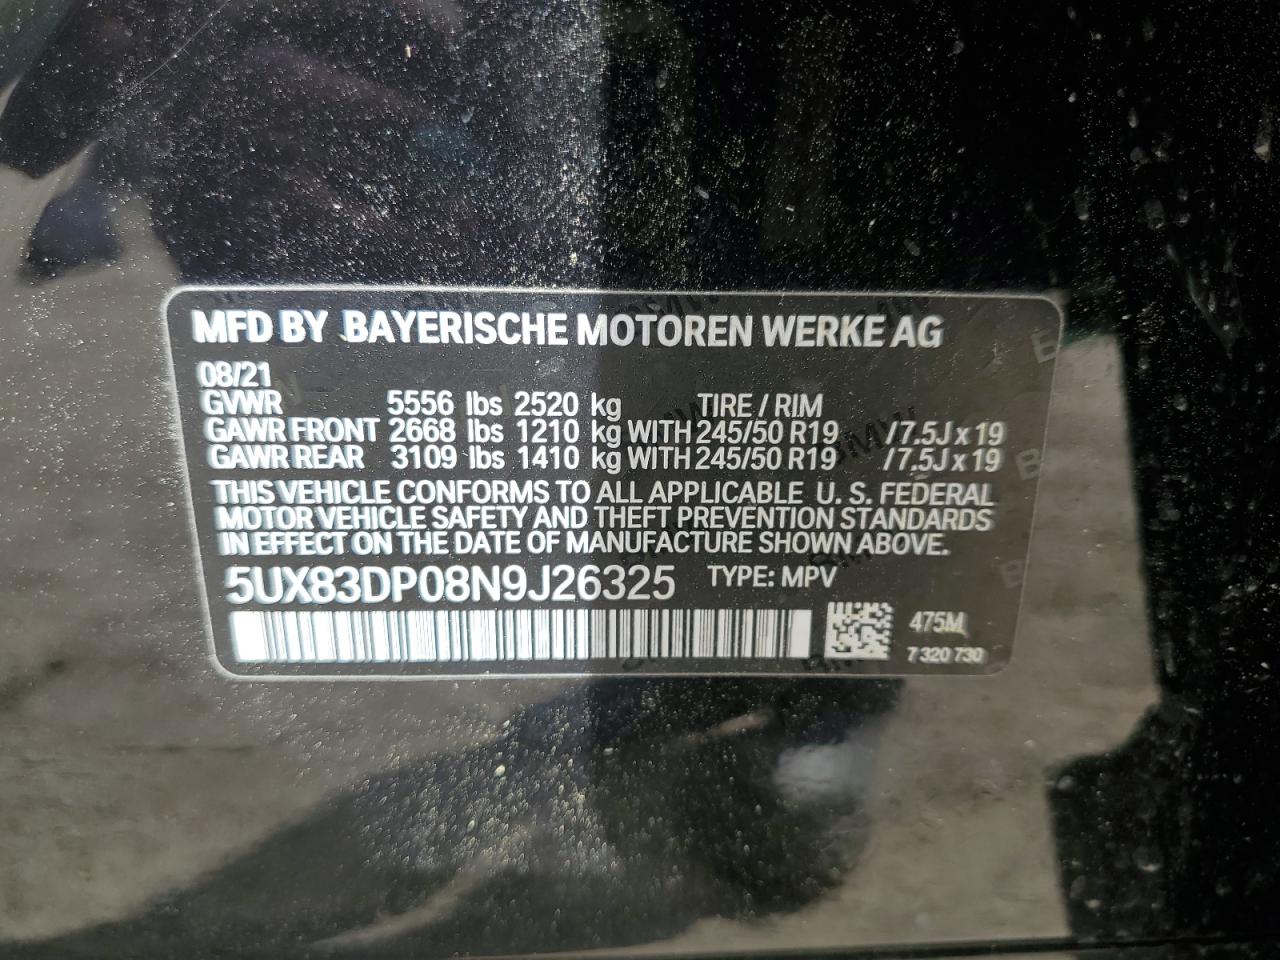 MFD BY BAYERISCHE MOTOREN WERKE AG
08/21
GVWR 5556 lbs 2520 kg TIRE / RIM
GAWR FRONT 2668 lbs 1210 kg WITH 245/50 R19 /7.5J x 19
GAWR REAR 3109 lbs 1410 kg WITH 245/50 R19 /7.5J x 19
THIS VEHICLE CONFORMS TO ALL APPLICABLE U. S. FEDERAL
MOTOR VEHICLE SAFETY AND THEFT PREVENTION STANDARDS
IN EFFECT ON THE DATE OF MANUFACTURE SHOWN ABOVE.
5UX83DP08N9J26325 TYPE: MPV
475M
7 320 730